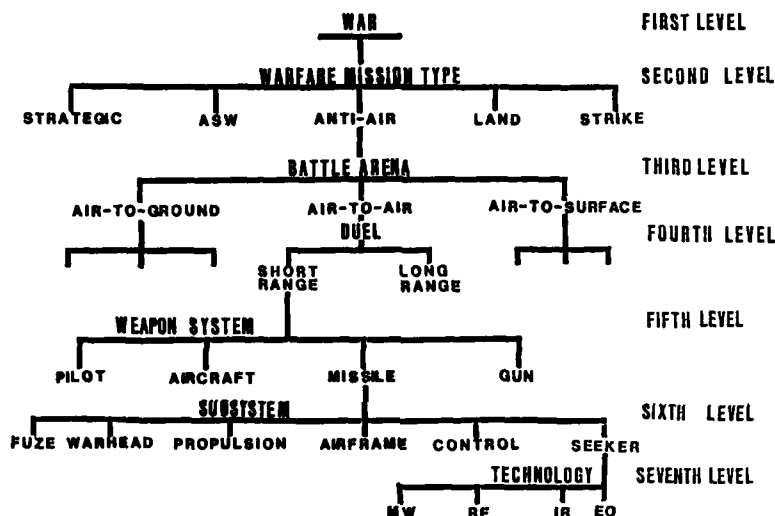 WAR FIRST LEVEL
WARFARE MISSION TYPE SECOND LEVEL
STRATEGIC ASW ANTI-AIR LAND STRIKE
BATTLE ARENA THIRD LEVEL
AIR-TO-GROUND AIR-TO-AIR AIR-TO-SURFACE
DUEL FOURTH LEVEL
SHORT RANGE LONG RANGE
WEAPON SYSTEM FIFTH LEVEL
PILOT AIRCRAFT MISSILE GUN
SUBSYSTEM SIXTH LEVEL
FUZE WARHEAD PROPULSION AIRFRAME CONTROL SEEKER
TECHNOLOGY SEVENTH LEVEL
MW RF IR EO